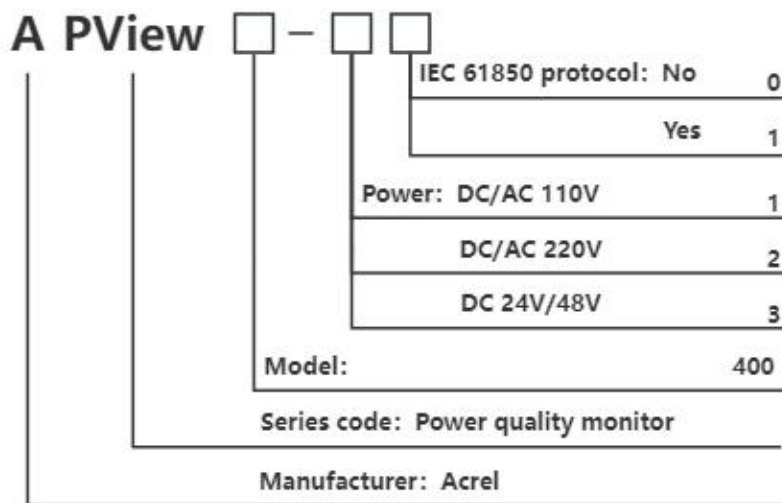 A PView □-□□
IEC 61850 protocol: No 0
Yes 1
Power: DC/AC 110V 1
DC/AC 220V 2
DC 24V/48V 3
Model: 400
Series code: Power quality monitor
Manufacturer: Acrel